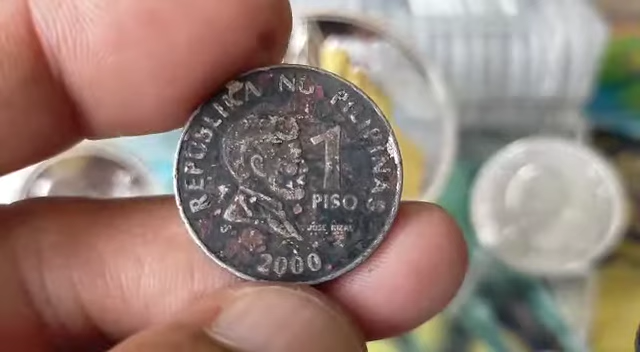 REPUBLIKA NG PILIPINAS
1
PISO
JOSE RIZAL
2000